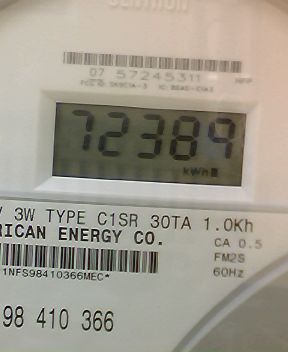 CENTRON
07 57245311
72389
kWh
V 3W TYPE C1SR 30TA 1.0Kh
RICAN ENERGY CO.
CA 0.5
FM2S
60Hz
1NFS98410366MEC*
98 410 366